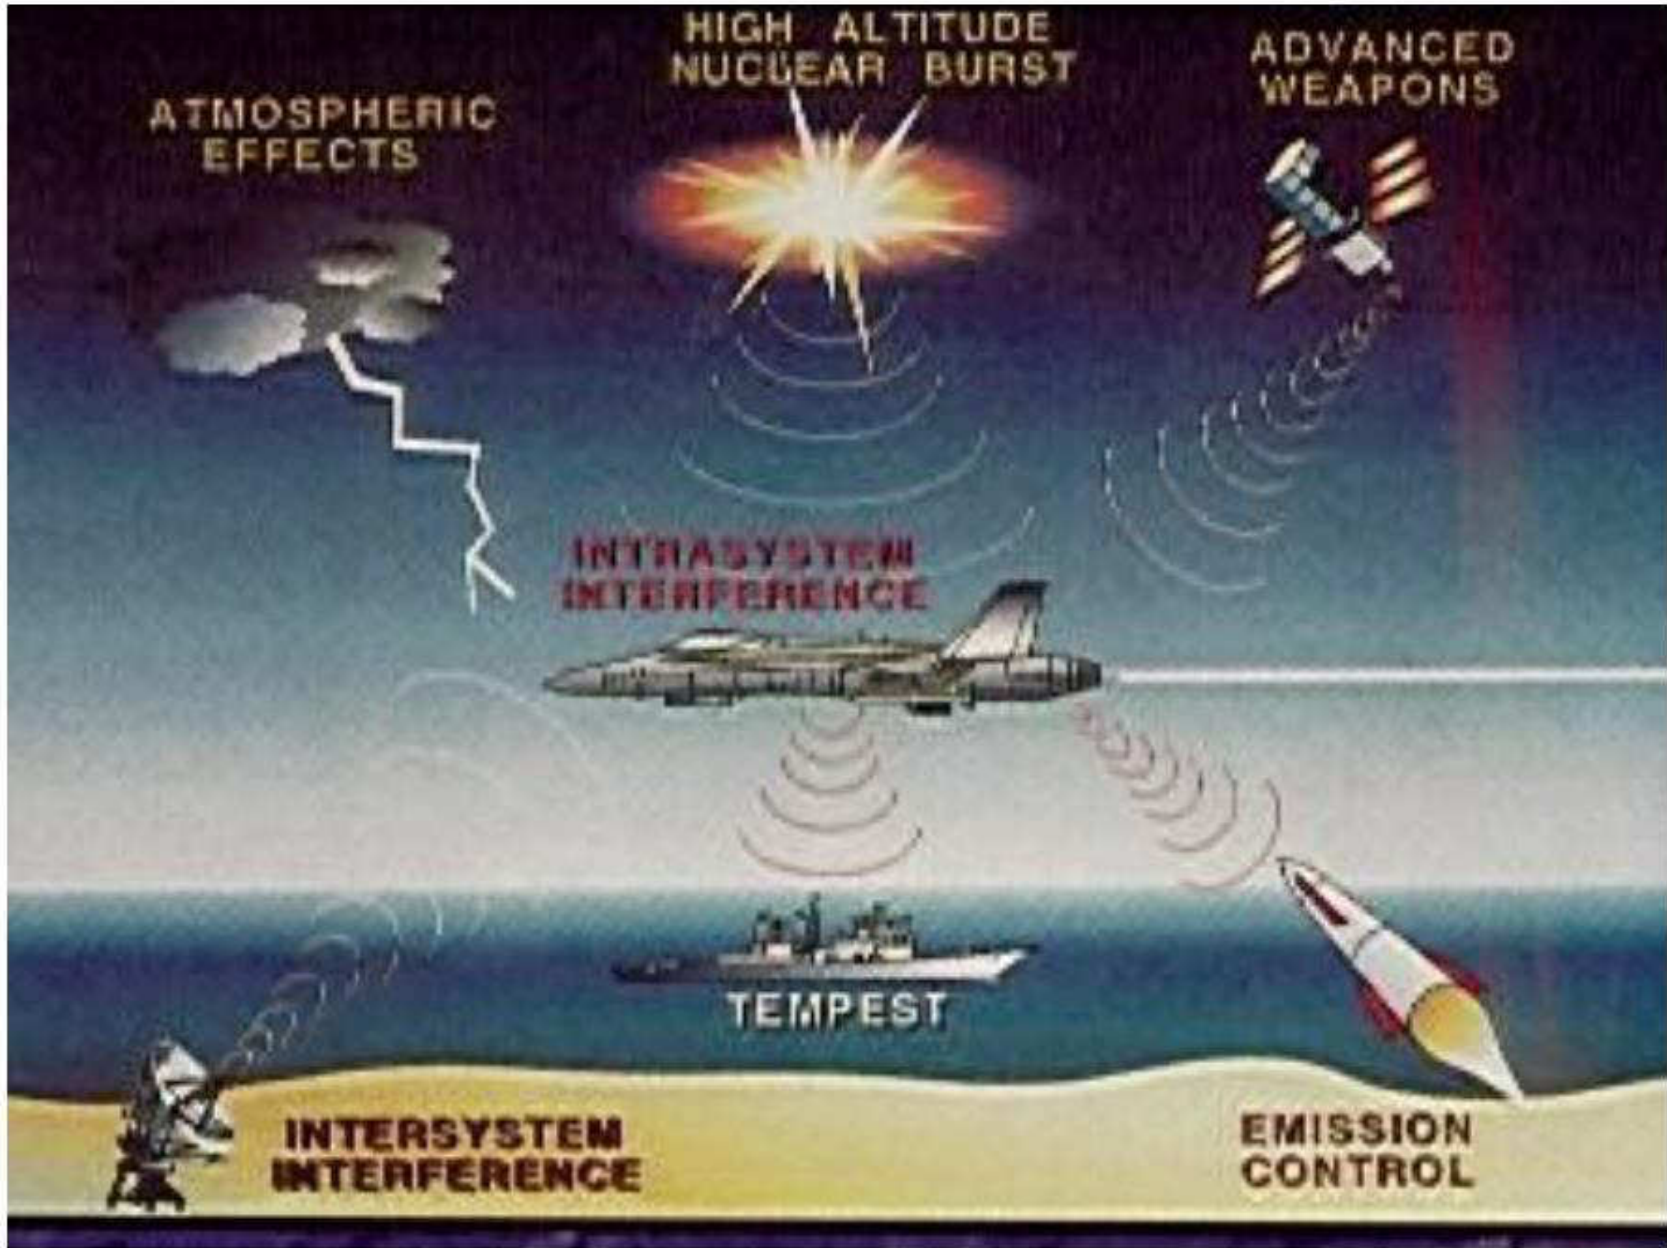 HIGH ALTITUDE
NUCLEAR BURST
ADVANCED
WEAPONS
ATMOSPHERIC
EFFECTS
INTRASYSTEM
INTERFERENCE
TEMPEST
INTERSYSTEM
INTERFERENCE
EMISSION
CONTROL